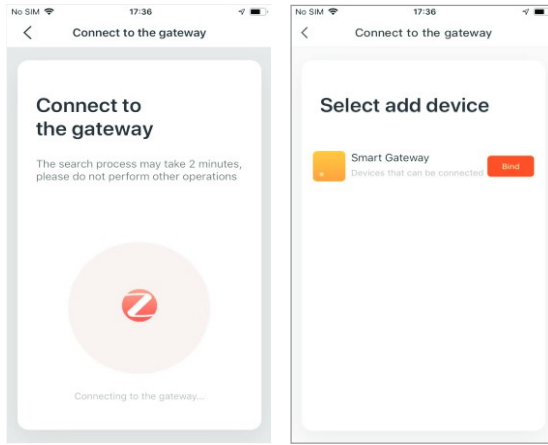 No SIM 17:36
Connect to the gateway
Connect to
the gateway
The search process may take 2 minutes,
please do not perform other operations
Z
Connecting to the gateway...
No SIM 17:36
Connect to the gateway
Select add device
Smart Gateway
Devices that can be connected
Bind